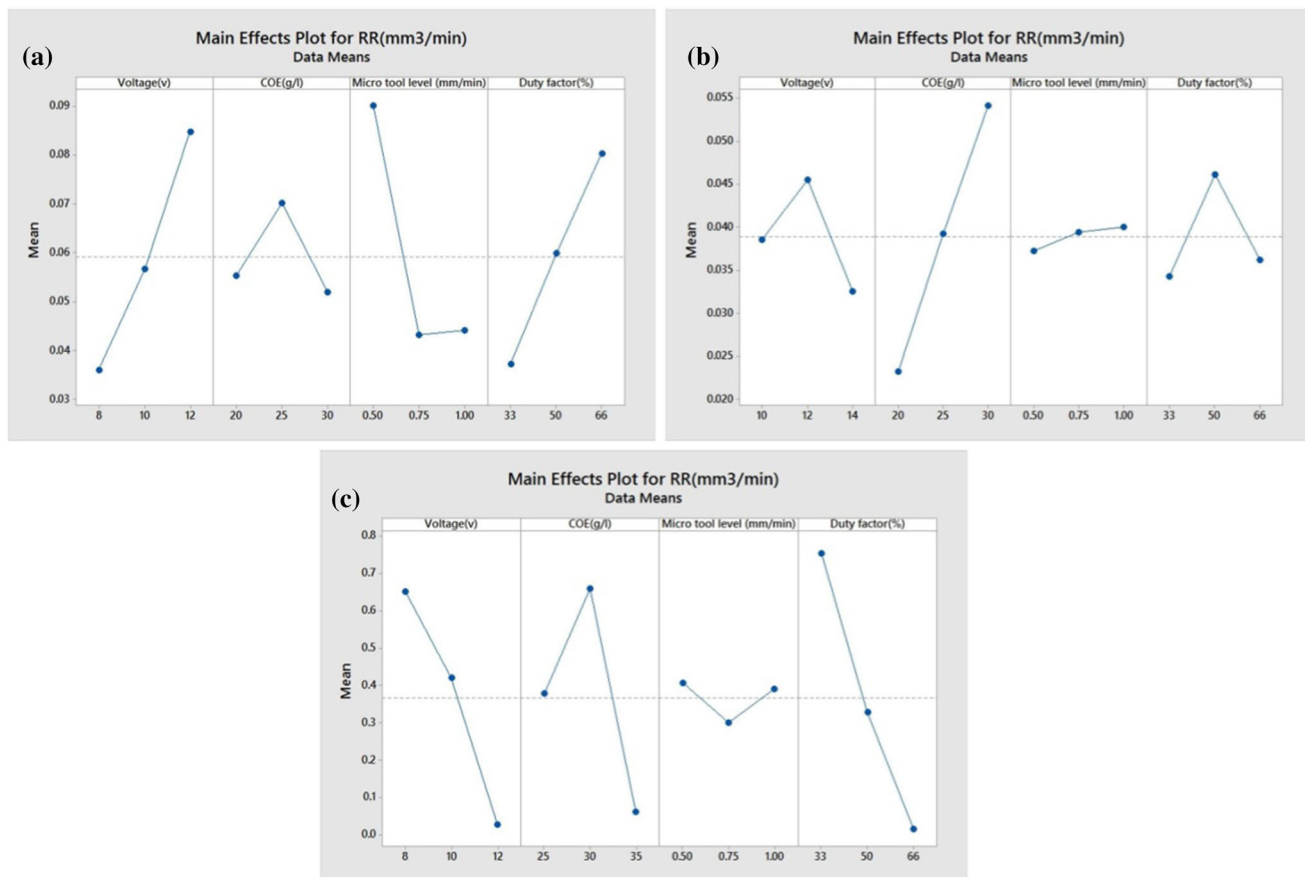 (a)
Main Effects Plot for RR(mm3/min)
Data Means
Voltage(v) COE(g/l) Micro tool level (mm/min) Duty factor(%)
0.09
0.08
0.07
0.06
0.05
0.04
0.03
Mean
8 10 12 20 25 30 0.50 0.75 1.00 33 50 66
(b)
Main Effects Plot for RR(mm3/min)
Data Means
Voltage(v) COE(g/l) Micro tool level (mm/min) Duty factor(%)
0.055
0.050
0.045
0.040
0.035
0.030
0.025
0.020
Mean
10 12 14 20 25 30 0.50 0.75 1.00 33 50 66
(c)
Main Effects Plot for RR(mm3/min)
Data Means
Voltage(v) COE(g/l) Micro tool level (mm/min) Duty factor(%)
0.8
0.7
0.6
0.5
0.4
0.3
0.2
0.1
0.0
Mean
8 10 12 25 30 35 0.50 0.75 1.00 33 50 66